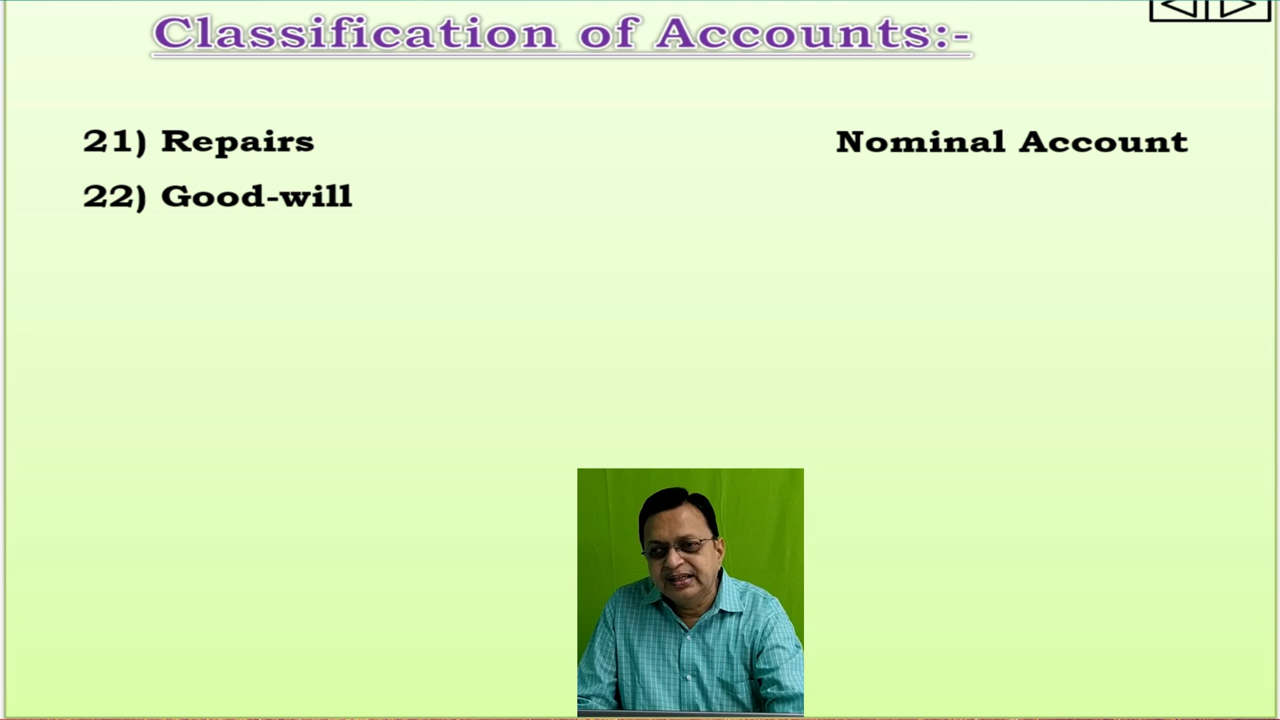 Classification of Accounts:-
21) Repairs Nominal Account
22) Good-will